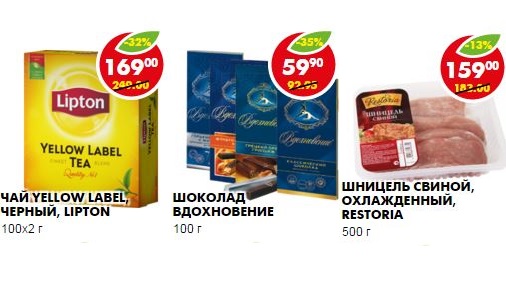 -32%
169 00
249.00
Lipton
YELLOW LABEL
TEA
Quality No1
ЧАЙ YELLOW LABEL,
ЧЕРНЫЙ, LIPTON
100x2 г
-35%
59 90
92.95
Вдохновение
ШОКОЛАД
ВДОХНОВЕНИЕ
100 г
-13%
159 00
183.00
Restoria
ШНИЦЕЛЬ
СВИНОЙ
ШНИЦЕЛЬ СВИНОЙ,
ОХЛАЖДЕННЫЙ,
RESTORIA
500 г